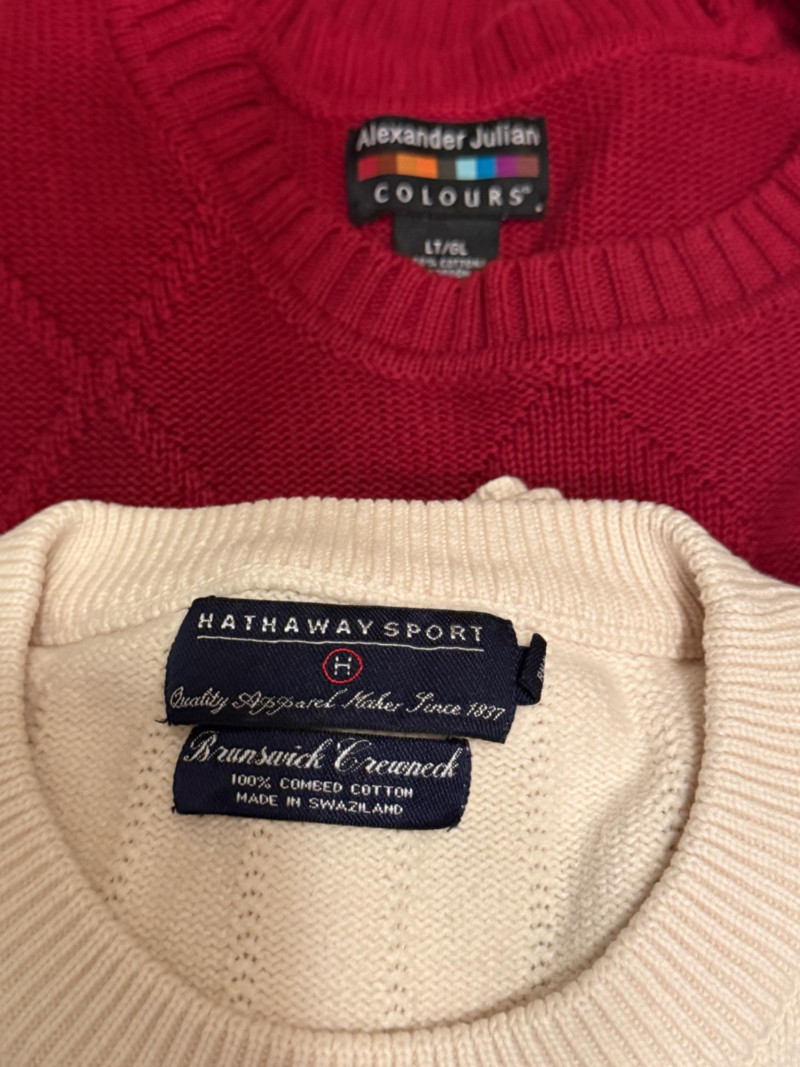 Alexander Julian
COLOURS
LT/GL
COTTON
HATHAWAY SPORT
H
Quality Apparel Maker Since 1837
Brunswick Crewneck
100% COMBED COTTON
MADE IN SWAZILAND